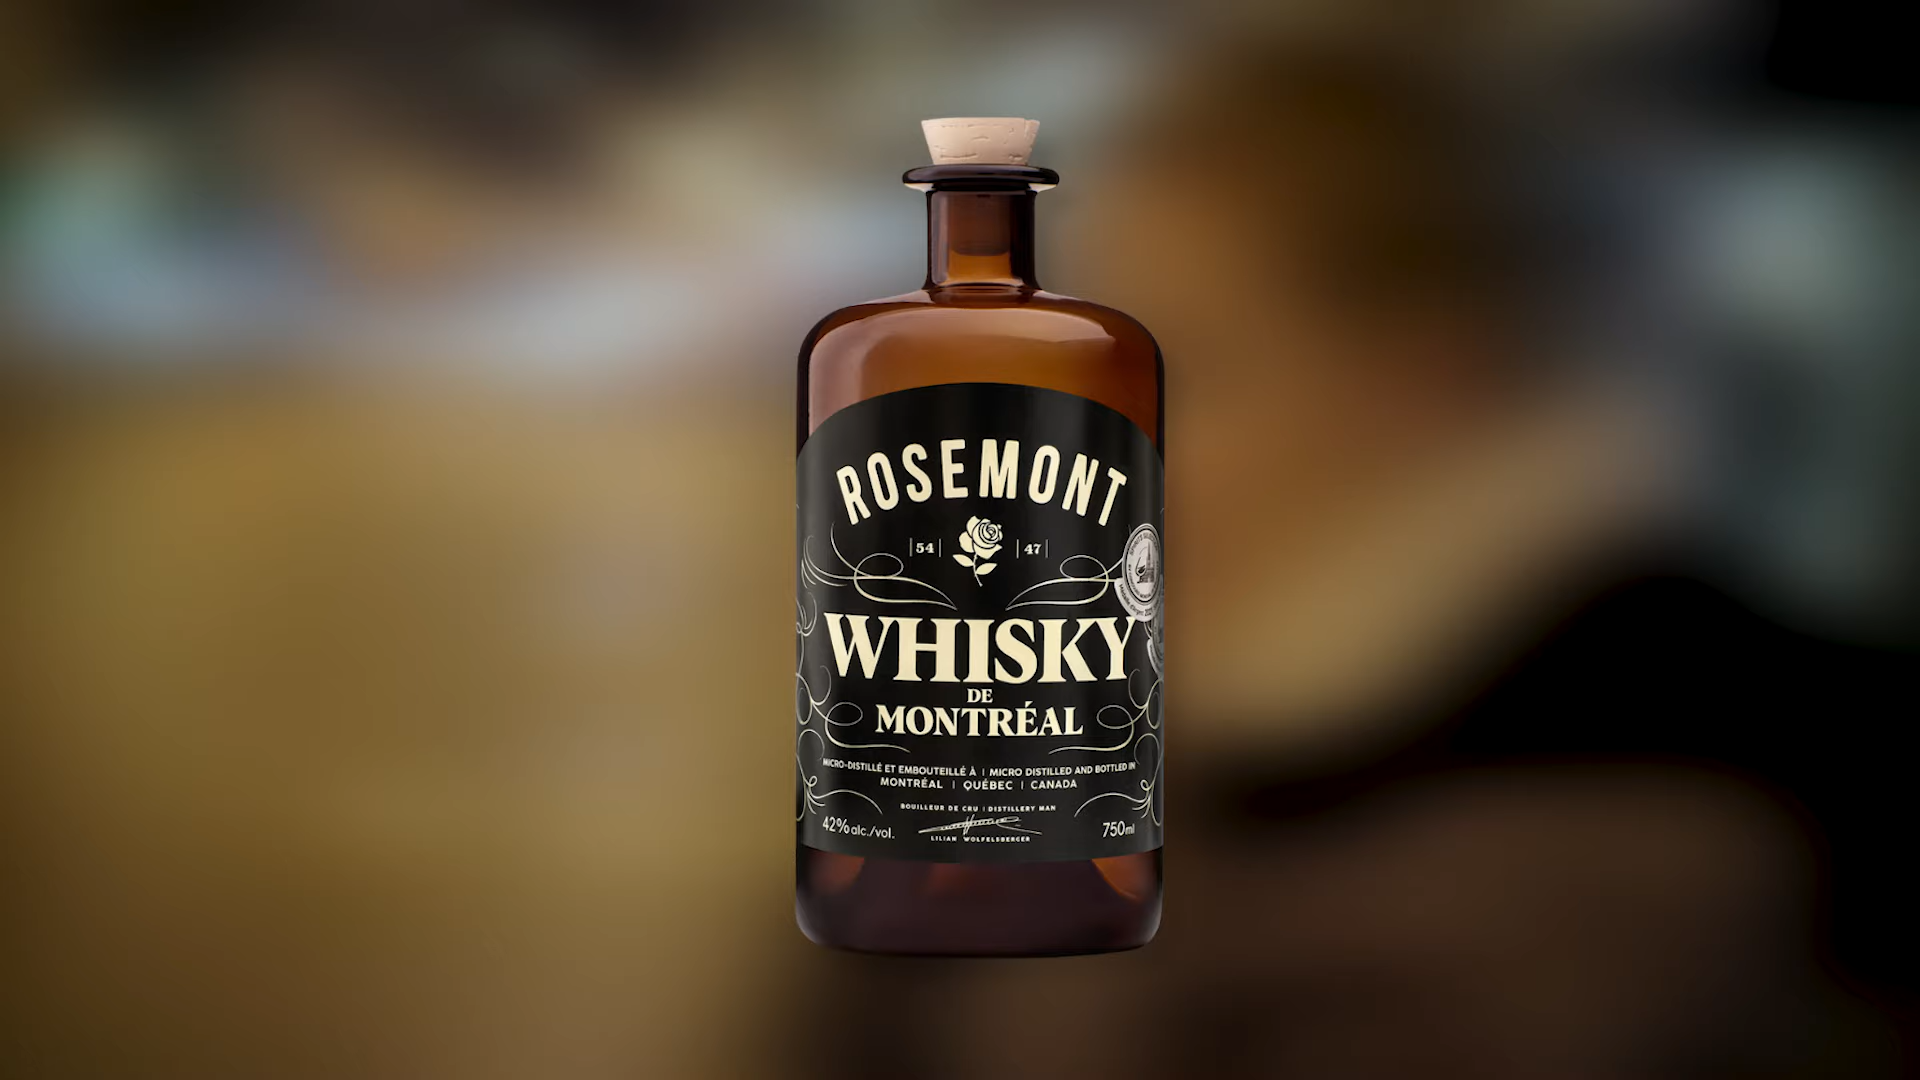 ROSEMONT
54 47
WHISKY
DE
MONTRÉAL
MICRO-DISTILLÉ ET EMBOUTEILLÉ À | MICRO DISTILLED AND BOTTLED IN
MONTRÉAL | QUÉBEC | CANADA
BOUILLEUR DE CRU | DISTILLERY MAN
42% alc./vol.
LILIAN WOLFELSBERGER
750ml